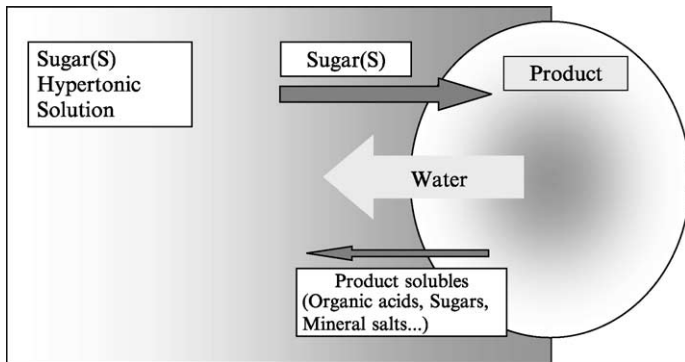 Sugar(S)
Hypertonic
Solution
Sugar(S)
Product
Water
Product solubles
(Organic acids, Sugars,
Mineral salts...)